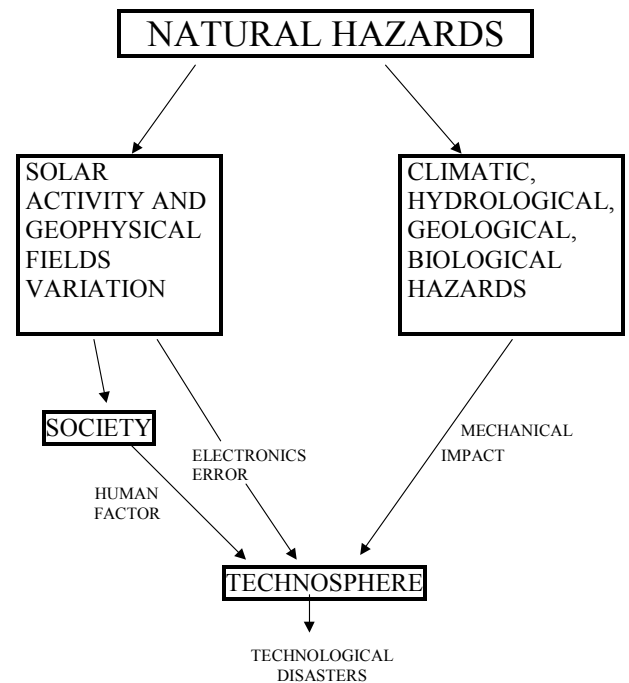 NATURAL HAZARDS
SOLAR
ACTIVITY AND
GEOPHYSICAL
FIELDS
VARIATION
CLIMATIC,
HYDROLOGICAL,
GEOLOGICAL,
BIOLOGICAL
HAZARDS
SOCIETY
ELECTRONICS
ERROR
MECHANICAL
IMPACT
HUMAN
FACTOR
TECHNOSPHERE
TECHNOLOGICAL
DISASTERS